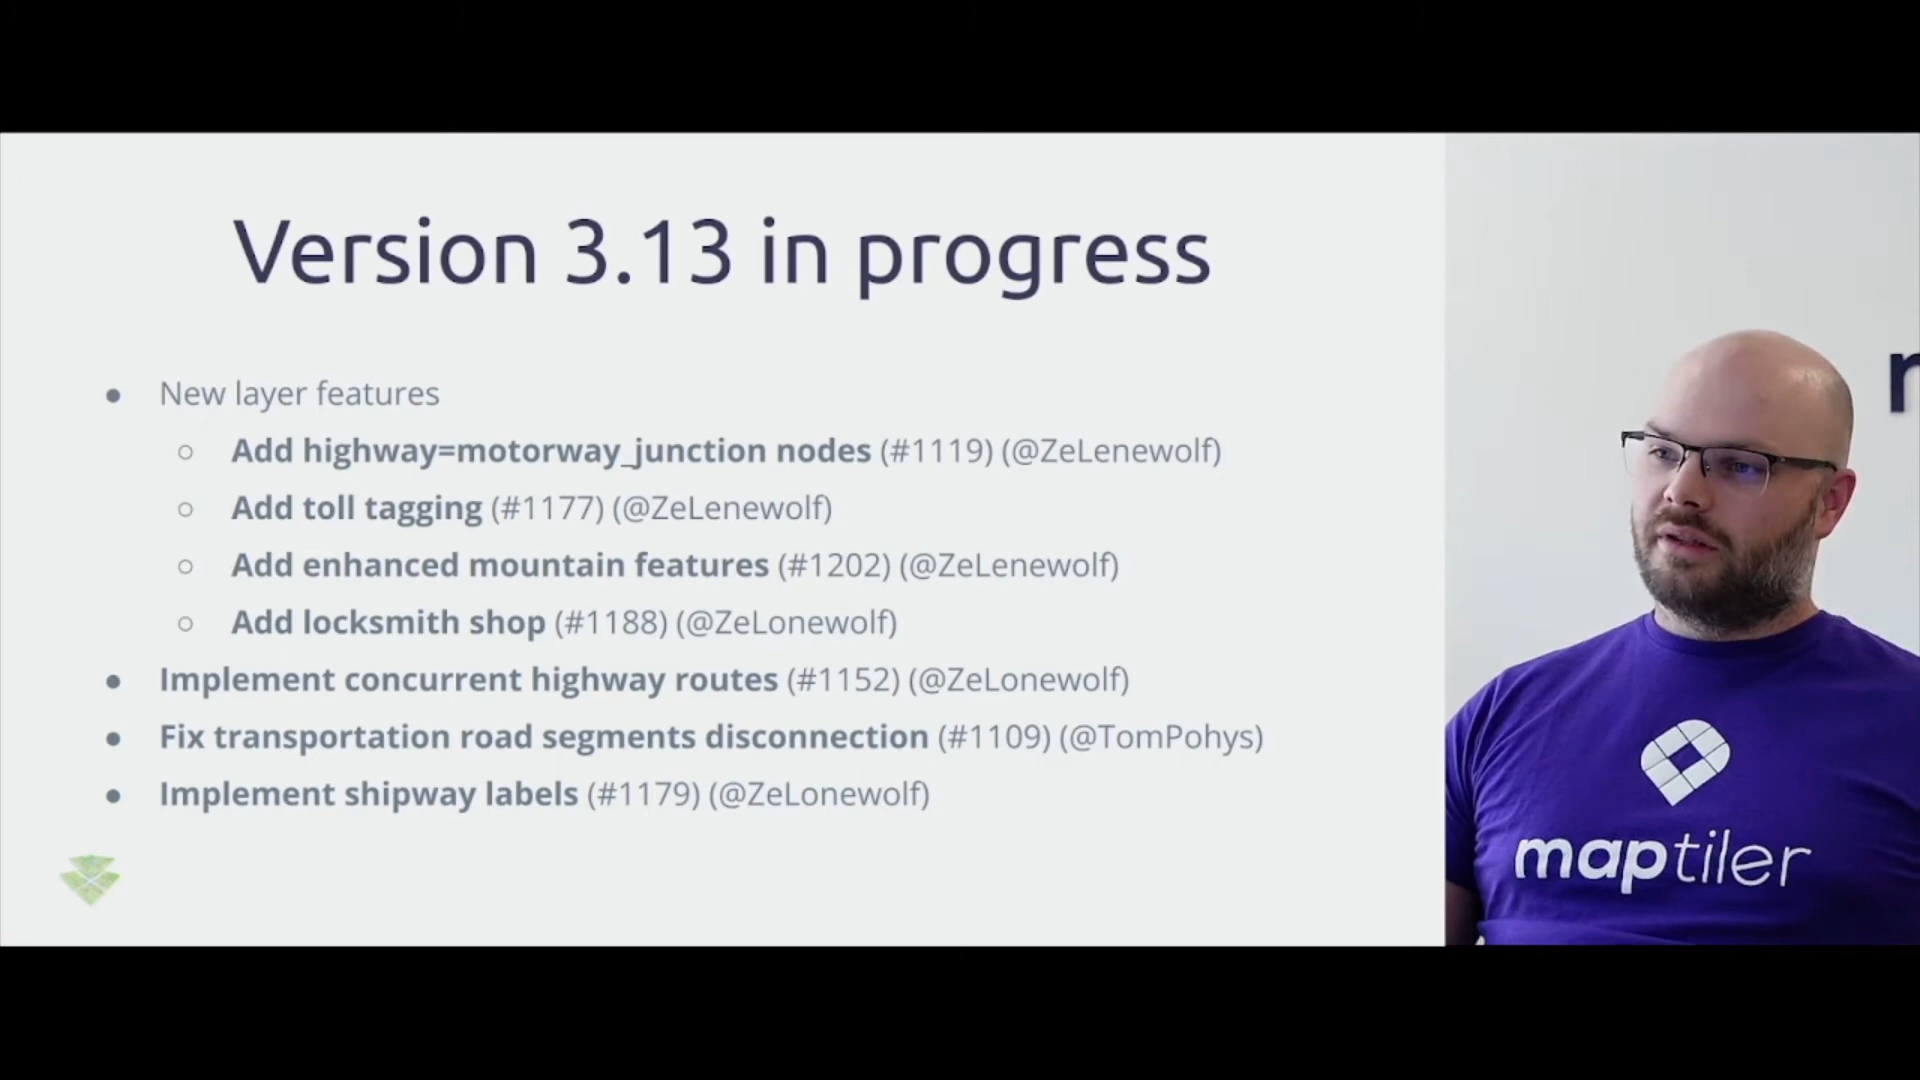 Version 3.13 in progress
● New layer features
○ Add highway=motorway_junction nodes (#1119) (@ZeLenewolf)
○ Add toll tagging (#1177) (@ZeLenewolf)
○ Add enhanced mountain features (#1202) (@ZeLenewolf)
○ Add locksmith shop (#1188) (@ZeLonewolf)
● Implement concurrent highway routes (#1152) (@ZeLonewolf)
● Fix transportation road segments disconnection (#1109) (@TomPohys)
● Implement shipway labels (#1179) (@ZeLonewolf)
maptiler